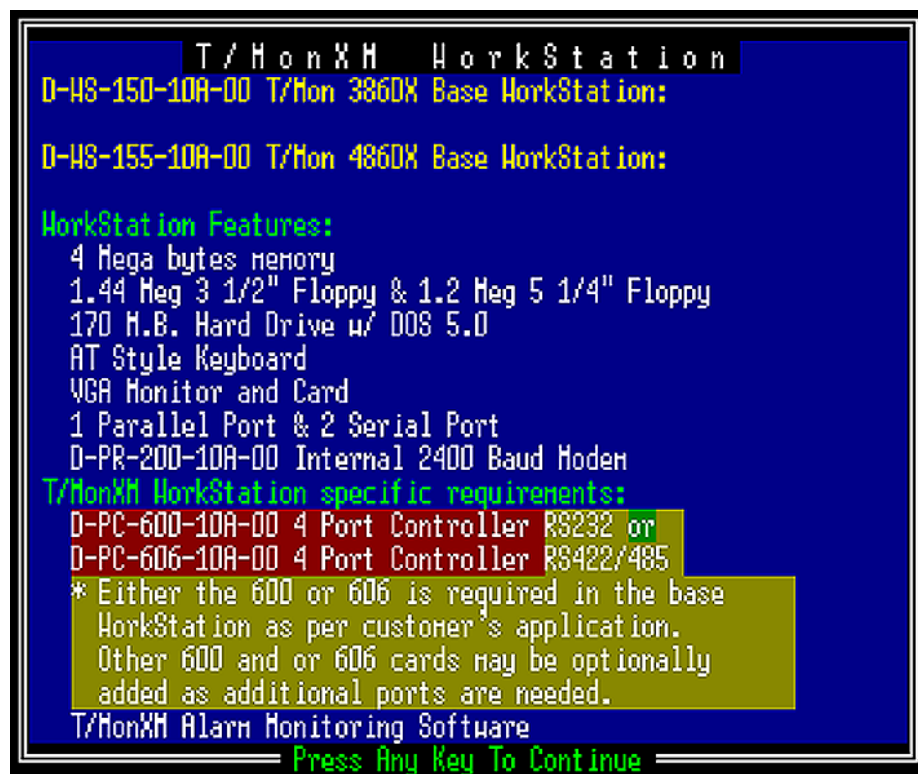 T/MonXM WorkStation
D-WS-150-10A-00 T/Mon 386DX Base WorkStation:
D-WS-155-10A-00 T/Mon 486DX Base WorkStation:
WorkStation Features:
4 Mega bytes memory
1.44 Meg 3 1/2" Floppy & 1.2 Meg 5 1/4" Floppy
170 M.B. Hard Drive w/ DOS 5.0
AT Style Keyboard
VGA Monitor and Card
1 Parallel Port & 2 Serial Port
D-PR-200-10A-00 Internal 2400 Baud Modem
T/MonXM WorkStation specific requirements:
D-PC-600-10A-00 4 Port Controller RS232 or
D-PC-606-10A-00 4 Port Controller RS422/485
* Either the 600 or 606 is required in the base
WorkStation as per customer's application.
Other 600 and or 606 cards may be optionally
added as additional ports are needed.
T/MonXM Alarm Monitoring Software
Press Any Key To Continue